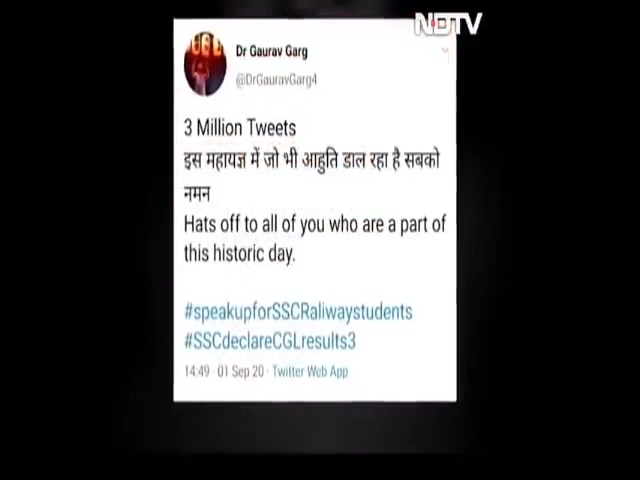 NDTV
Dr Gaurav Garg
@DrGauravGarg4
3 Million Tweets
इस महायज्ञ में जो भी आहुति डाल रहा है सबको
नमन
Hats off to all of you who are a part of
this historic day.
#speakupforSSCRaliwaystudents
#SSCdeclareCGLresults3
14:49 · 01 Sep 20 · Twitter Web App